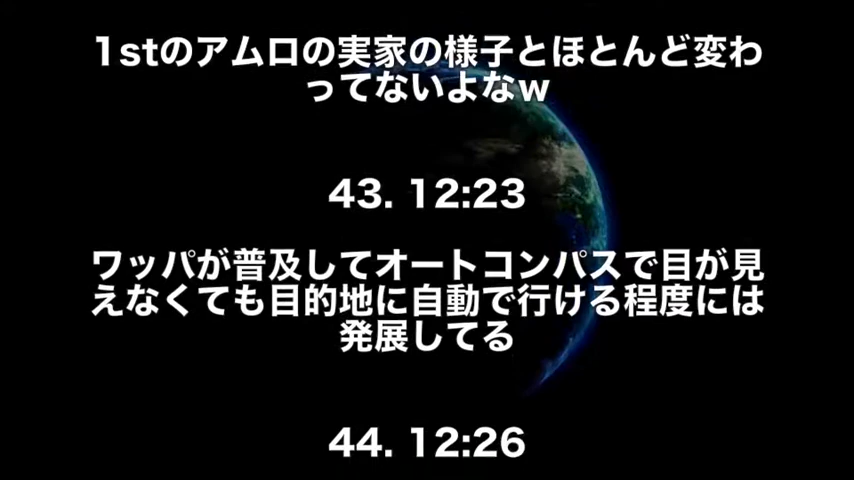 1stのアムロの実家の様子とほとんど変わ
ってないよなw
43. 12:23
ワッパが普及してオートコンパスで目が見
えなくても目的地に自動で行ける程度には
発展してる
44. 12:26